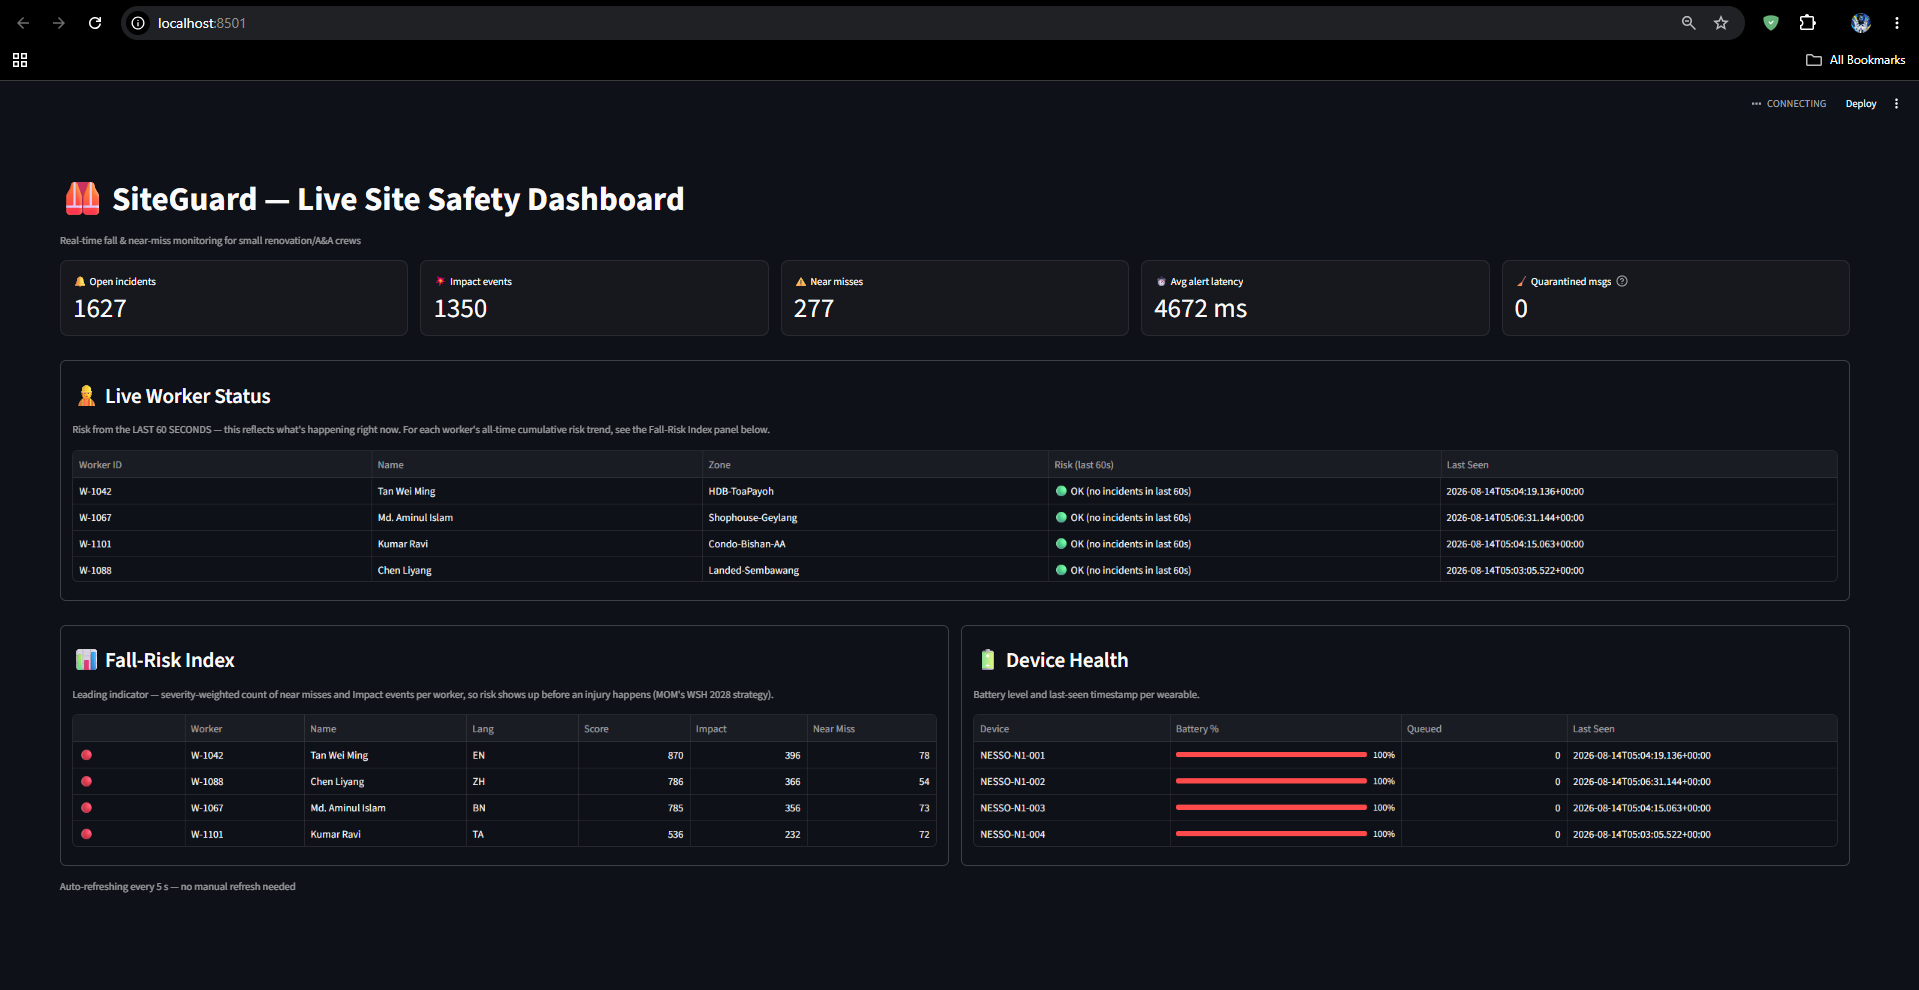 localhost:8501
All Bookmarks
CONNECTING Deploy
SiteGuard — Live Site Safety Dashboard
Real-time fall & near-miss monitoring for small renovation/A&A crews
Open incidents
1627
Impact events
1350
Near misses
277
Avg alert latency
4672 ms
Quarantined msgs
0
Live Worker Status
Risk from the LAST 60 SECONDS — this reflects what's happening right now. For each worker's all-time cumulative risk trend, see the Fall-Risk Index panel below.
Worker ID Name Zone Risk (last 60s) Last Seen
W-1042 Tan Wei Ming HDB-ToaPayoh OK (no incidents in last 60s) 2026-08-14T05:04:19.136+00:00
W-1067 Md. Aminul Islam Shophouse-Geylang OK (no incidents in last 60s) 2026-08-14T05:06:31.144+00:00
W-1101 Kumar Ravi Condo-Bishan-AA OK (no incidents in last 60s) 2026-08-14T05:04:15.063+00:00
W-1088 Chen Liyang Landed-Sembawang OK (no incidents in last 60s) 2026-08-14T05:03:05.522+00:00
Fall-Risk Index
Leading indicator — severity-weighted count of near misses and Impact events per worker, so risk shows up before an injury happens (MOM's WSH 2028 strategy).
Worker Name Lang Score Impact Near Miss
W-1042 Tan Wei Ming EN 870 396 78
W-1088 Chen Liyang ZH 786 366 54
W-1067 Md. Aminul Islam BN 785 356 73
W-1101 Kumar Ravi TA 536 232 72
Device Health
Battery level and last-seen timestamp per wearable.
Device Battery % Queued Last Seen
NESSO-N1-001 100% 0 2026-08-14T05:04:19.136+00:00
NESSO-N1-002 100% 0 2026-08-14T05:06:31.144+00:00
NESSO-N1-003 100% 0 2026-08-14T05:04:15.063+00:00
NESSO-N1-004 100% 0 2026-08-14T05:03:05.522+00:00
Auto-refreshing every 5 s — no manual refresh needed